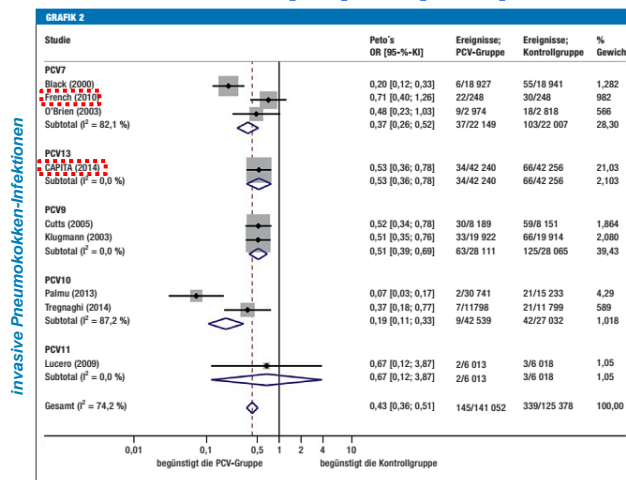 GRAFIK 2
Studie Peto´s OR [95-%-KI] Ereignisse; PCV-Gruppe Ereignisse; Kontrollgruppe % Gewich
PCV7
Black (2000) 0,20 [0,12; 0,33] 6/18 927 55/18 941 1,282
French (2010) 0,71 [0,40; 1,26] 22/248 30/248 982
O'Brien (2003) 0,48 [0,23; 1,03] 9/2 974 18/2 818 566
Subtotal (I² = 82,1 %) 0,37 [0,26; 0,52] 37/22 149 103/22 007 28,30
PCV13
CAPITA (2014) 0,53 [0,36; 0,78] 34/42 240 66/42 256 21,03
Subtotal (I² = 0,0 %) 0,53 [0,36; 0,78] 34/42 240 66/42 256 2,103
PCV9
Cutts (2005) 0,52 [0,34; 0,78] 30/8 189 59/8 151 1,864
Klugmann (2003) 0,51 [0,35; 0,76] 33/19 922 66/19 914 2,080
Subtotal (I² = 0,0 %) 0,51 [0,39; 0,69] 63/28 111 125/28 065 39,43
PCV10
Palmu (2013) 0,07 [0,03; 0,17] 2/30 741 21/15 233 4,29
Tregnaghi (2014) 0,37 [0,18; 0,77] 7/11798 21/11 799 589
Subtotal (I² = 87,2 %) 0,19 [0,11; 0,33] 9/42 539 42/27 032 1,018
PCV11
Lucero (2009) 0,67 [0,12; 3,87] 2/6 013 3/6 018 1,05
Subtotal (I² = 0,0 %) 0,67 [0,12; 3,87] 2/6 013 3/6 018 1,05
Gesamt (I² = 74,2 %) 0,43 [0,36; 0,51] 145/141 052 339/125 378 100,00
0,01 0,1 0,5 1 2 4 10
begünstigt die PCV-Gruppe begünstigt die Kontrollgruppe
invasive Pneumokokken-Infektionen